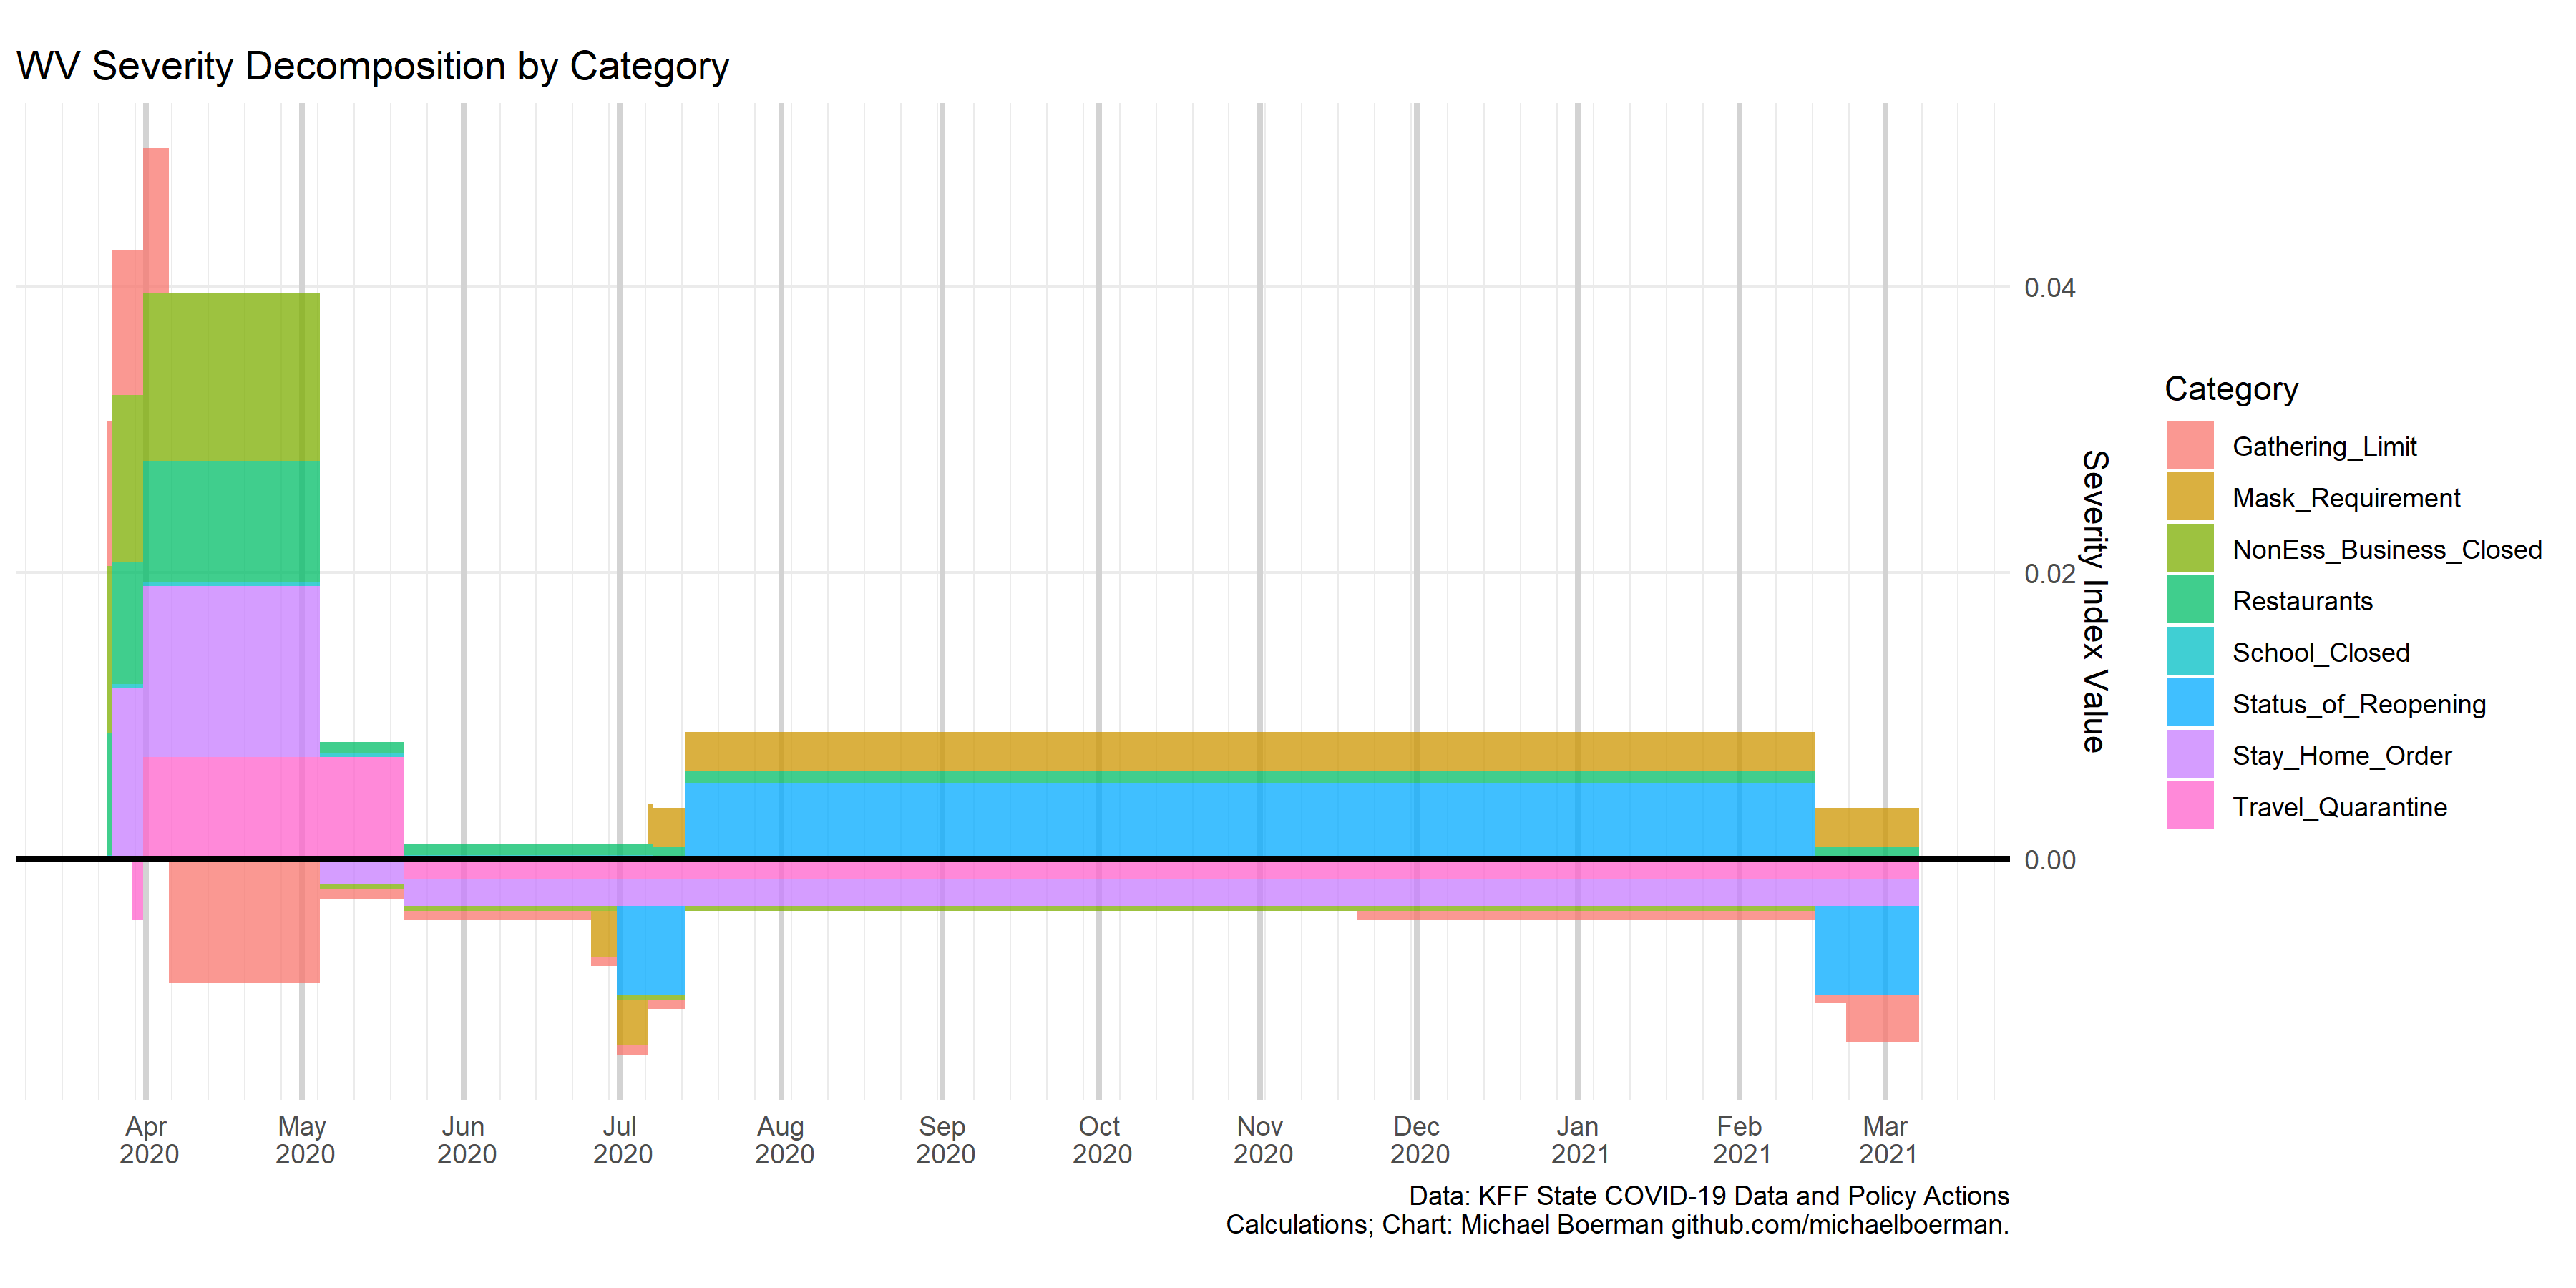 WV Severity Decomposition by Category
0.04
0.02
0.00
Severity Index Value
Category
Gathering_Limit
Mask_Requirement
NonEss_Business_Closed
Restaurants
School_Closed
Status_of_Reopening
Stay_Home_Order
Travel_Quarantine
Apr May Jun Jul Aug Sep Oct Nov Dec Jan Feb Mar
2020 2020 2020 2020 2020 2020 2020 2020 2020 2021 2021 2021
Data: KFF State COVID-19 Data and Policy Actions
Calculations; Chart: Michael Boerman github.com/michaelboerman.